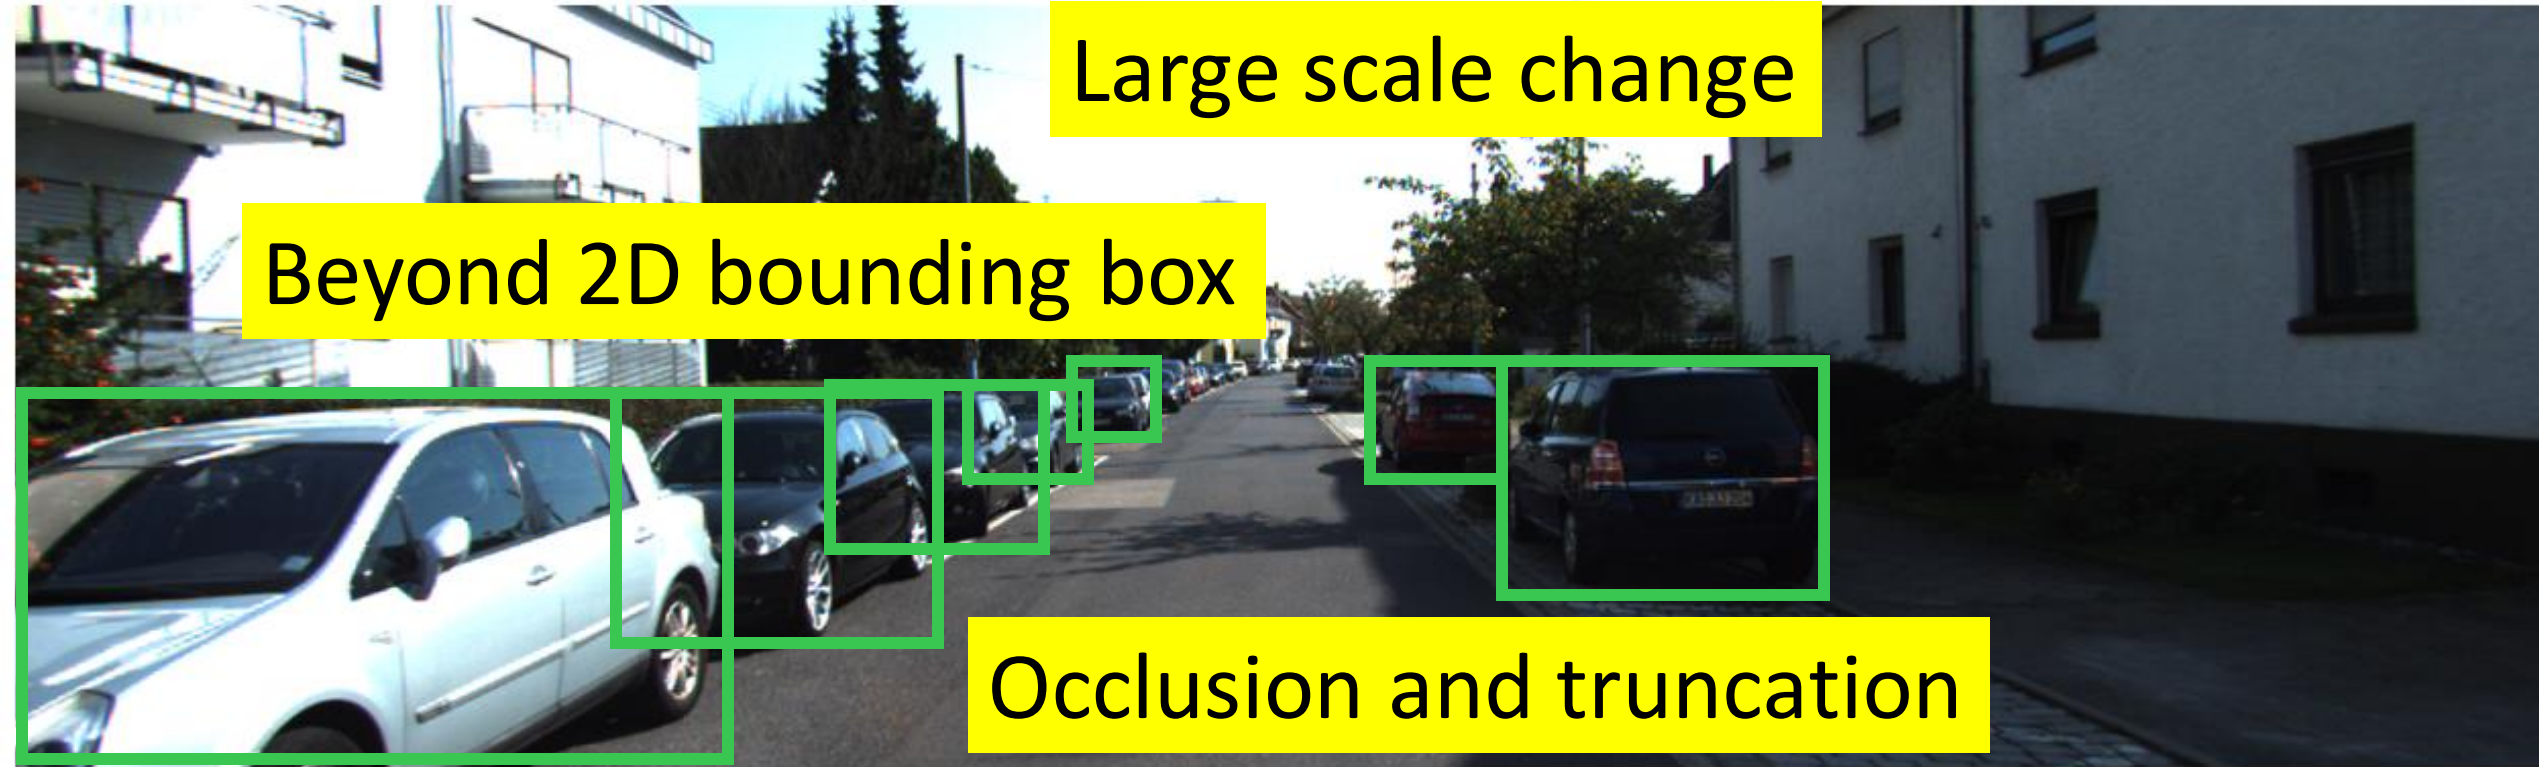 Large scale change
Beyond 2D bounding box
Occlusion and truncation